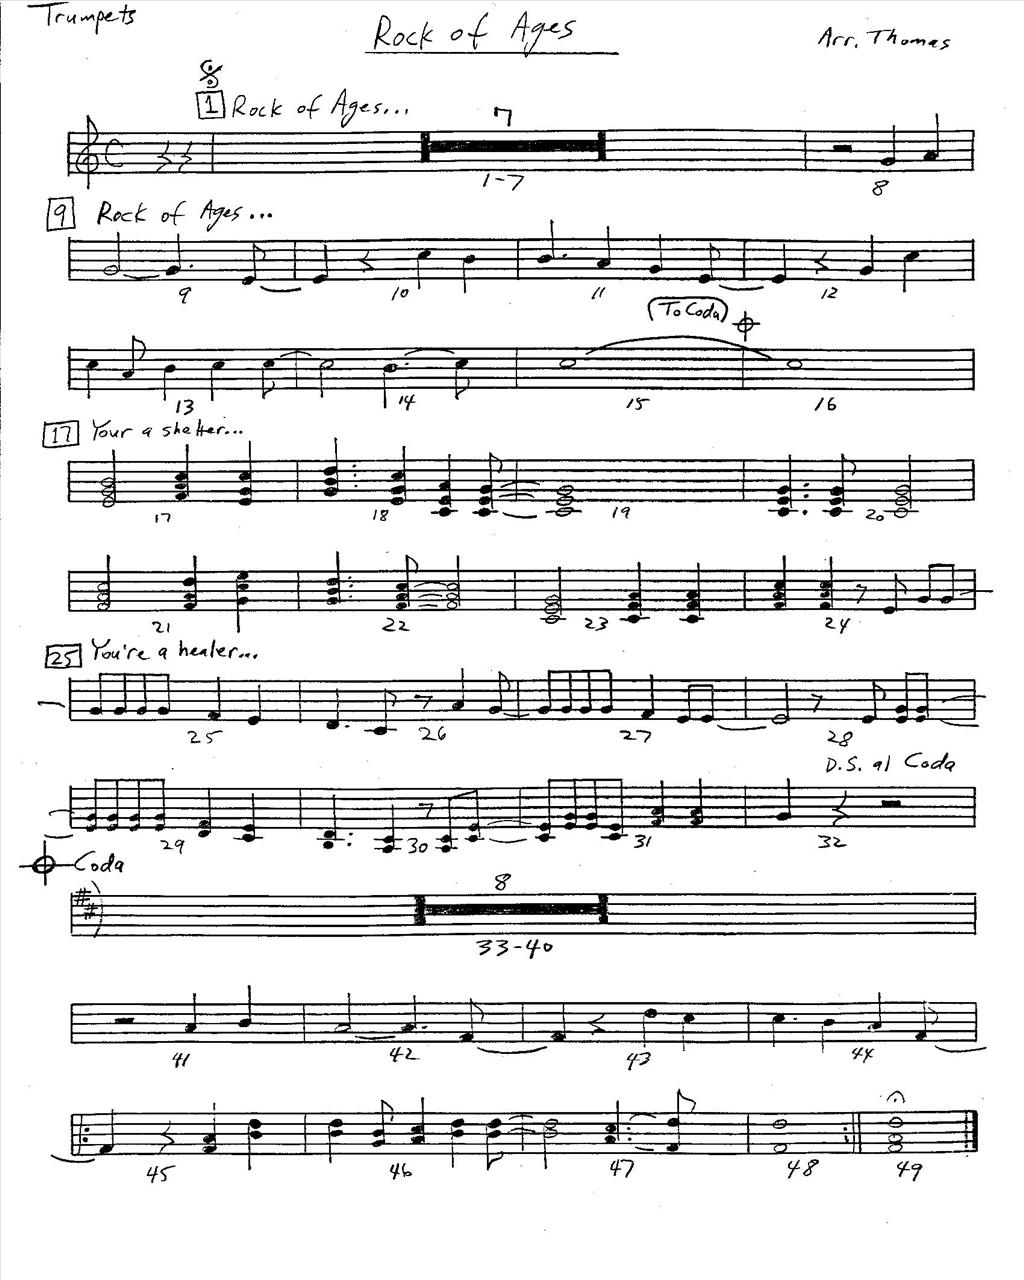 Trumpets
Rock of Ages
Arr. Thomas
1 Rock of Ages...
7
1-7
8
9 Rock of Ages...
9 10 11 12
To Coda
13 14 15 16
17 Your a shelter...
17 18 19 20
21 22 23 24
25 You're a healer...
25 26 27 28
D.S. al Coda
29 30 31 32
Coda
8
33-40
41 42 43 44
45 46 47 48 49